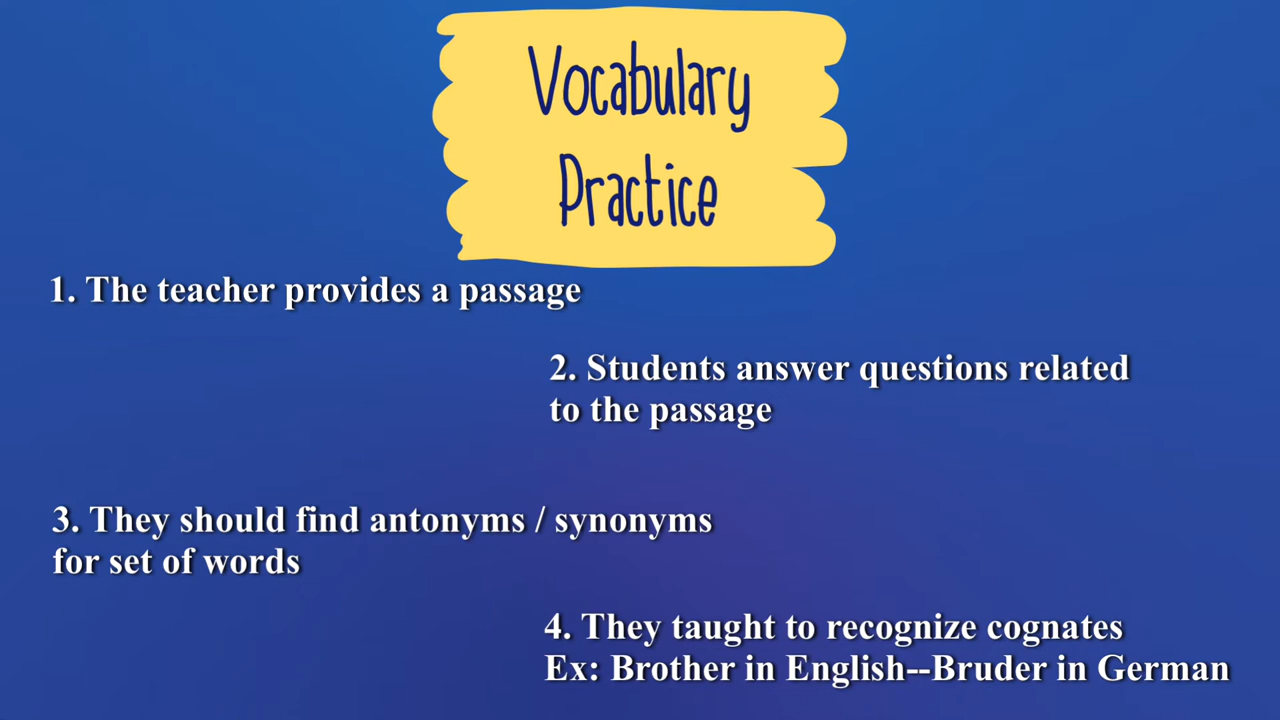 Vocabulary
Practice
1. The teacher provides a passage
2. Students answer questions related
to the passage
3. They should find antonyms / synonyms
for set of words
4. They taught to recognize cognates
Ex: Brother in English--Bruder in German